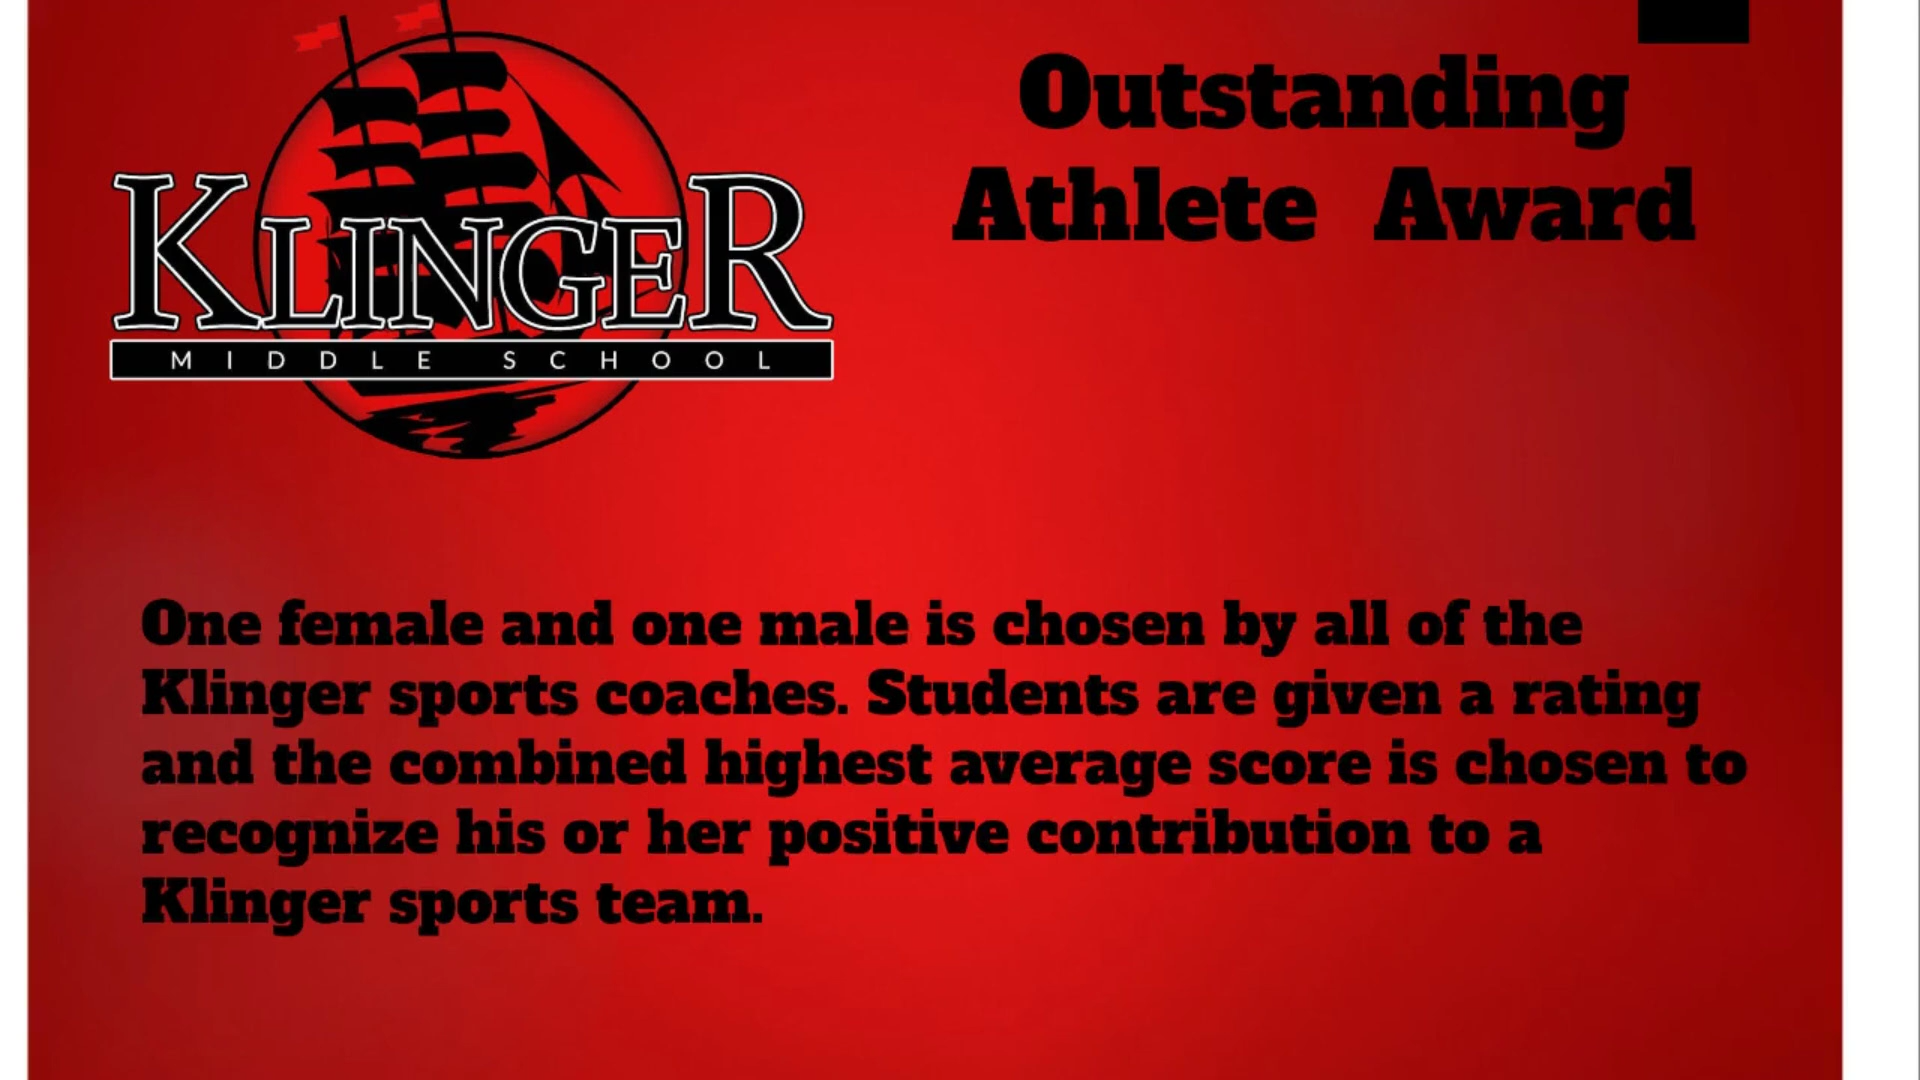 KLINGER
MIDDLE SCHOOL
Outstanding
Athlete Award
One female and one male is chosen by all of the
Klinger sports coaches. Students are given a rating
and the combined highest average score is chosen to
recognize his or her positive contribution to a
Klinger sports team.